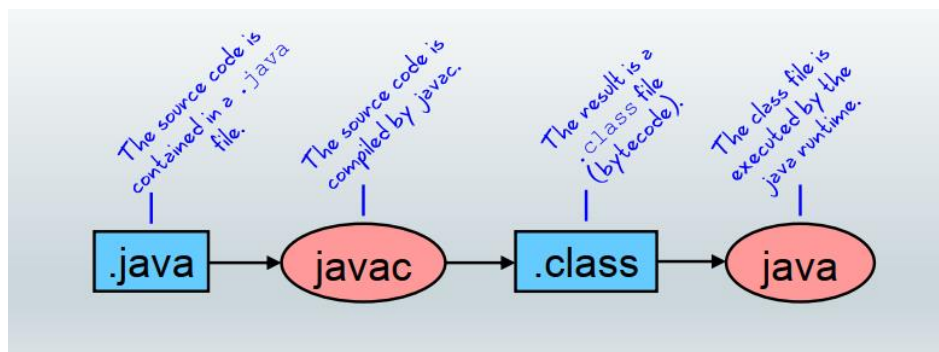 The source code is
contained in a .java
file.
The source code is
compiled by javac.
The result is a
.class file
(bytecode).
The class file is
executed by the
java runtime.
.java
javac
.class
java